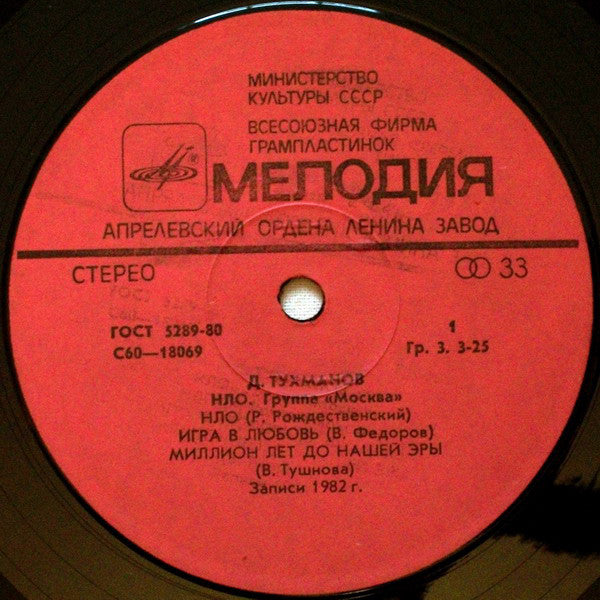 МИНИСТЕРСТВО
КУЛЬТУРЫ СССР
ВСЕСОЮЗНАЯ ФИРМА
ГРАМПЛАСТИНОК
® МЕЛОДИЯ
АПРЕЛЕВСКИЙ ОРДЕНА ЛЕНИНА ЗАВОД
СТЕРЕО 33
ГОСТ 5289-80 1
С60—18069 Гр. 3. 3-25
Д. ТУХМАНОВ
НЛО. Группа «Москва»
НЛО (Р. Рождественский)
ИГРА В ЛЮБОВЬ (В. Федоров)
МИЛЛИОН ЛЕТ ДО НАШЕЙ ЭРЫ
(В. Тушнова)
Записи 1982 г.